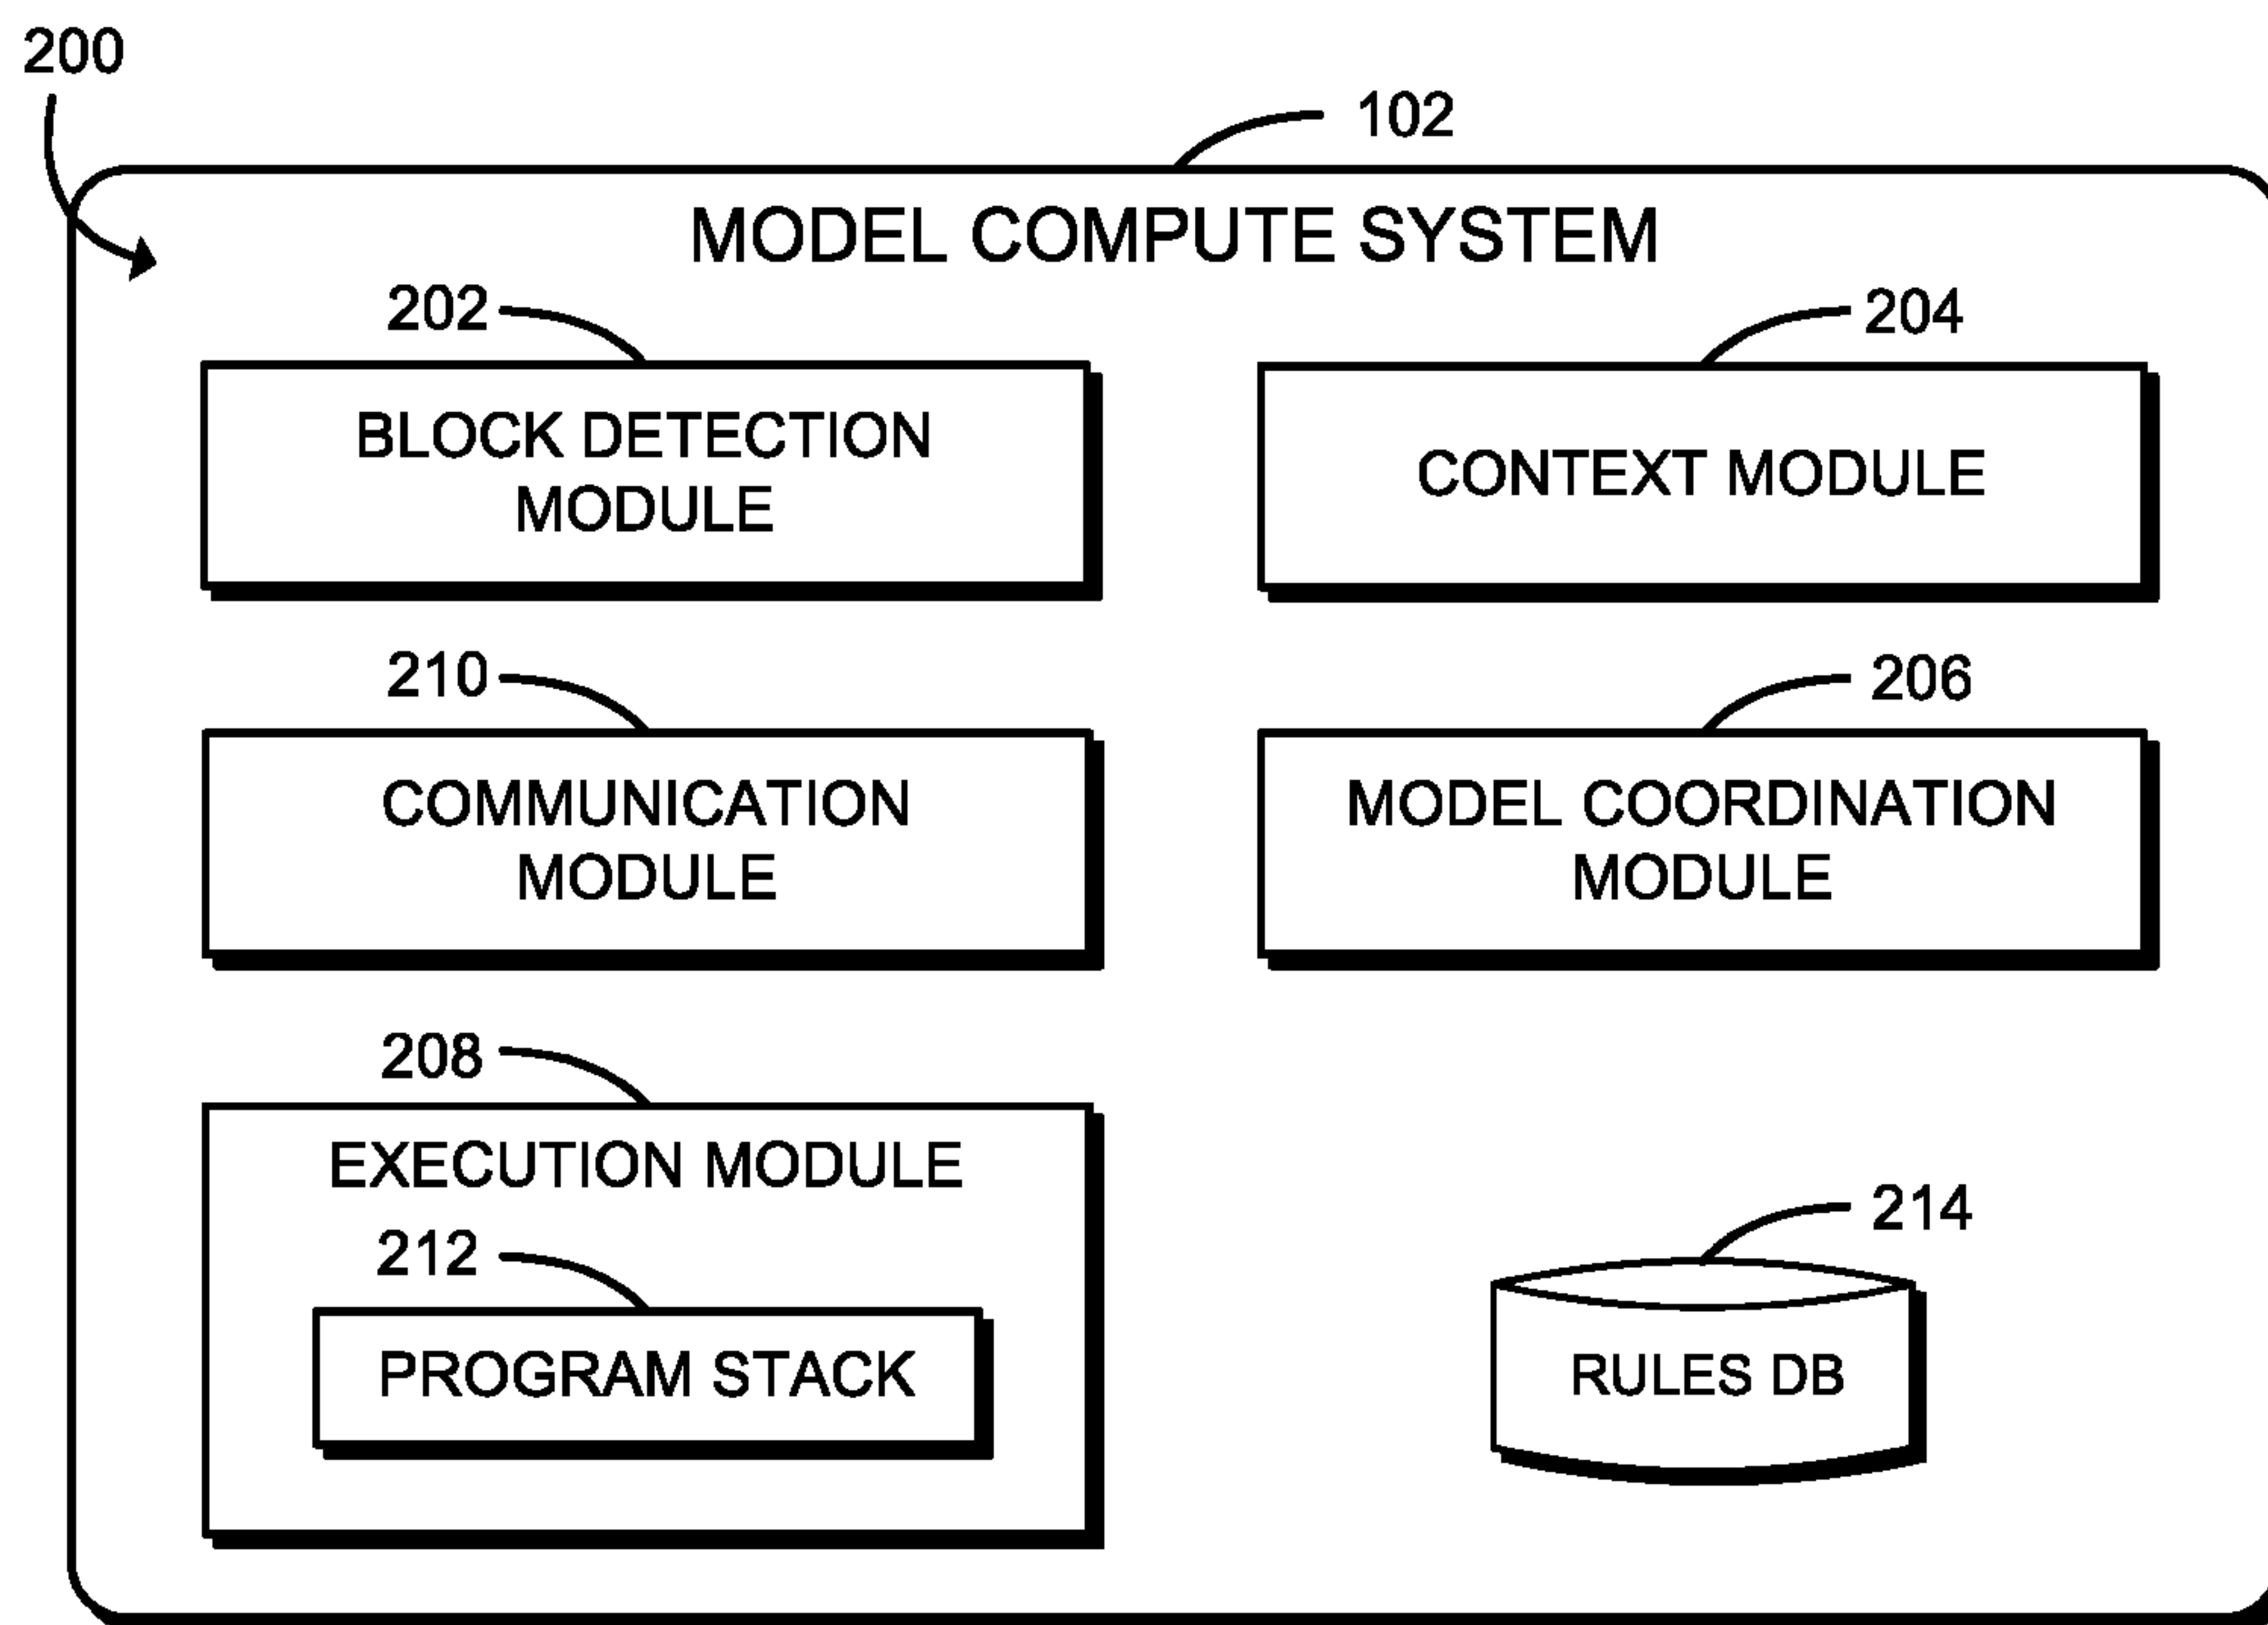 200
102
MODEL COMPUTE SYSTEM
202
204
BLOCK DETECTION
MODULE
CONTEXT MODULE
210
206
COMMUNICATION
MODULE
MODEL COORDINATION
MODULE
208
EXECUTION MODULE
212
PROGRAM STACK
214
RULES DB